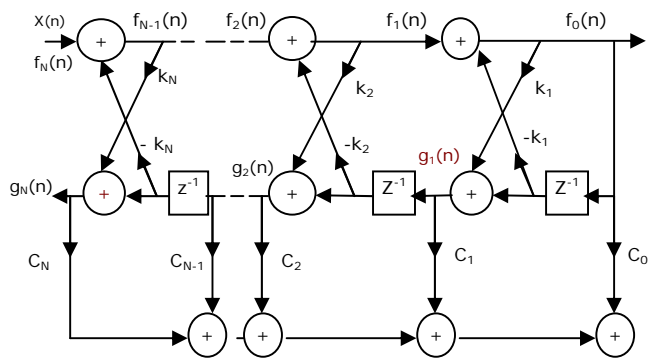 X(n) f_{N-1}(n) f_2(n) f_1(n) f_0(n)
+ + +
f_N(n)
k_N k_2 k_1
- k_N -k_2 -k_1
g_N(n) g_2(n) g_1(n)
+ z^{-1} + Z^{-1} + Z^{-1}
C_N C_{N-1} C_2 C_1 C_0
+ + + +